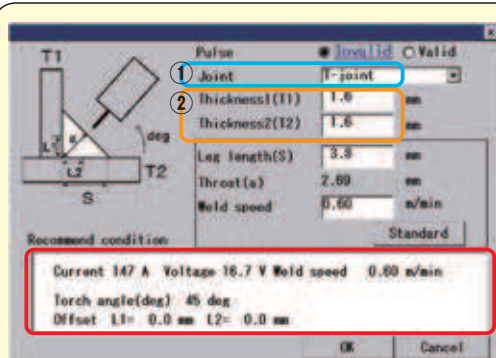 T1
Pulse Invalid Valid
① Joint T-joint
② Thickness1(T1) 1.6 mm
Thickness2(T2) 1.6 mm
deg
L1
a
L2
T2
S
Leg length(S) 3.8 mm
Throat(a) 2.69 mm
Weld speed 0.60 m/min
Standard
Recommend condition
Current 147 A Voltage 16.7 V Weld speed 0.60 m/min
Torch angle(deg) 45 deg
Offset L1= 0.0 mm L2= 0.0 mm
OK Cancel